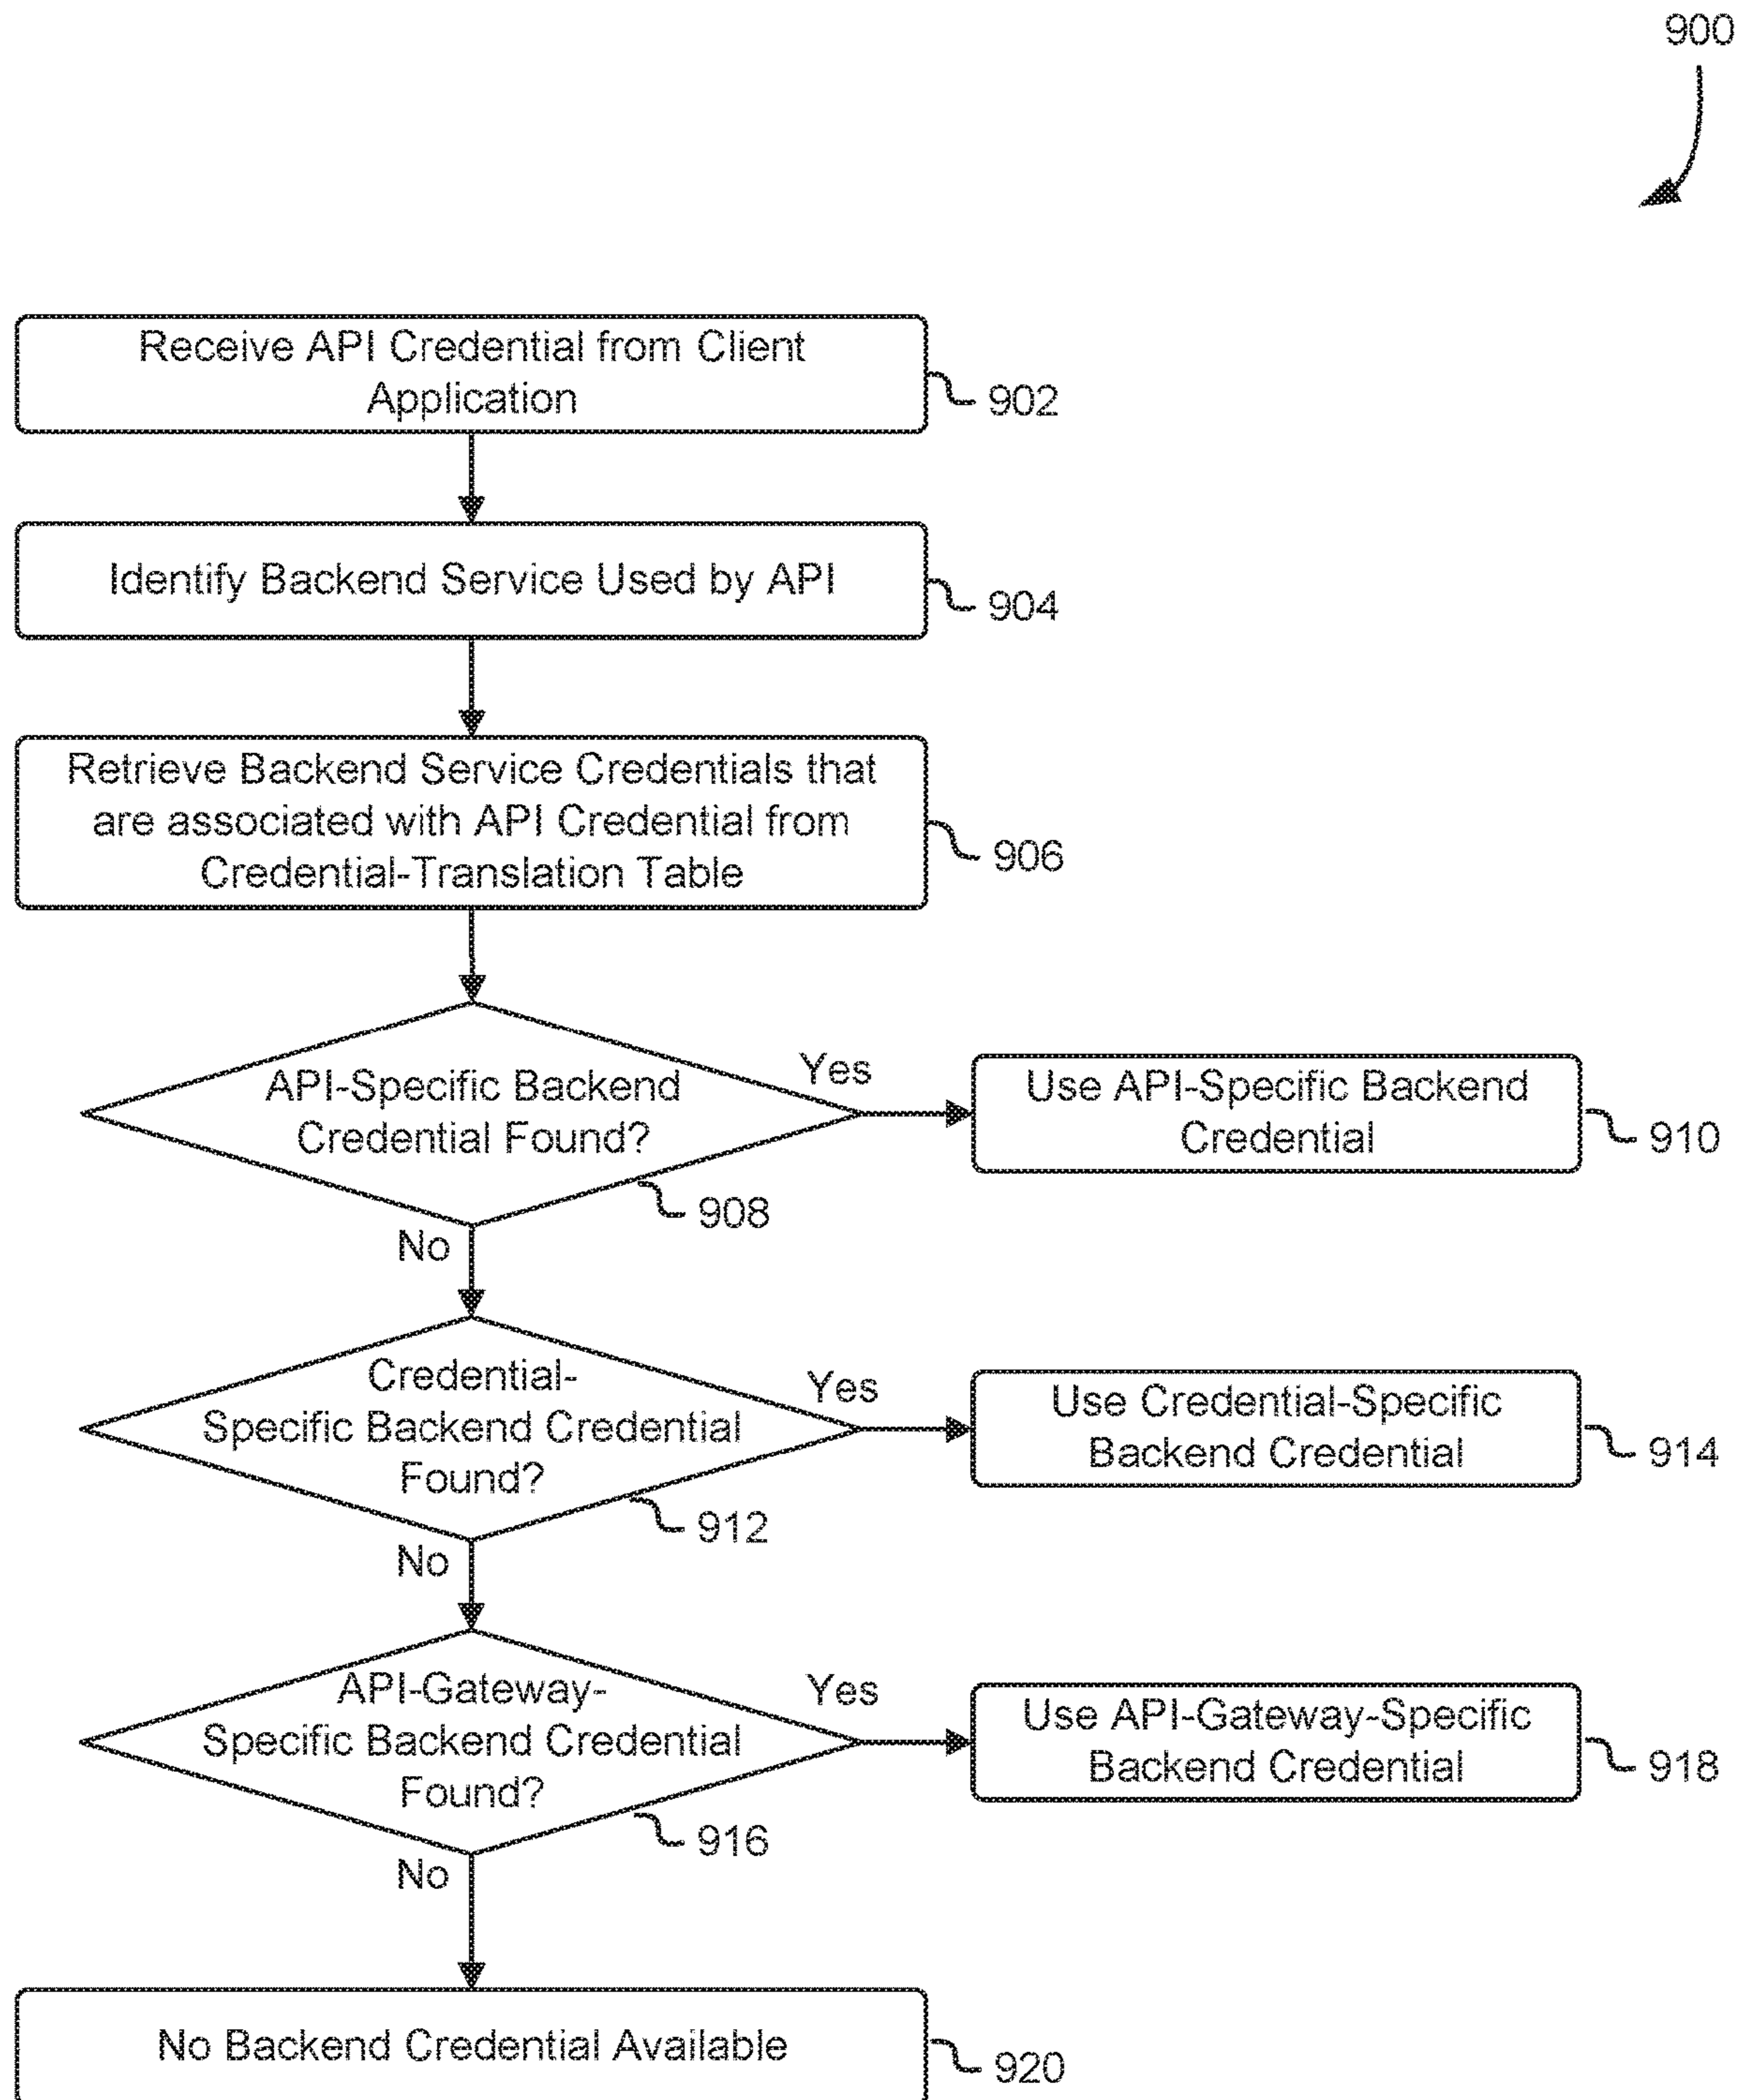 900
Receive API Credential from Client
Application
902
Identify Backend Service Used by API
904
Retrieve Backend Service Credentials that
are associated with API Credential from
Credential-Translation Table
906
API-Specific Backend
Credential Found?
908
Yes
Use API-Specific Backend
Credential
910
No
Credential-
Specific Backend Credential
Found?
912
Yes
Use Credential-Specific
Backend Credential
914
No
API-Gateway-
Specific Backend Credential
Found?
916
Yes
Use API-Gateway-Specific
Backend Credential
918
No
No Backend Credential Available
920